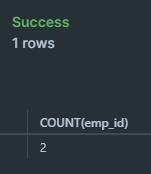 Success
1 rows
COUNT(emp_id)
2